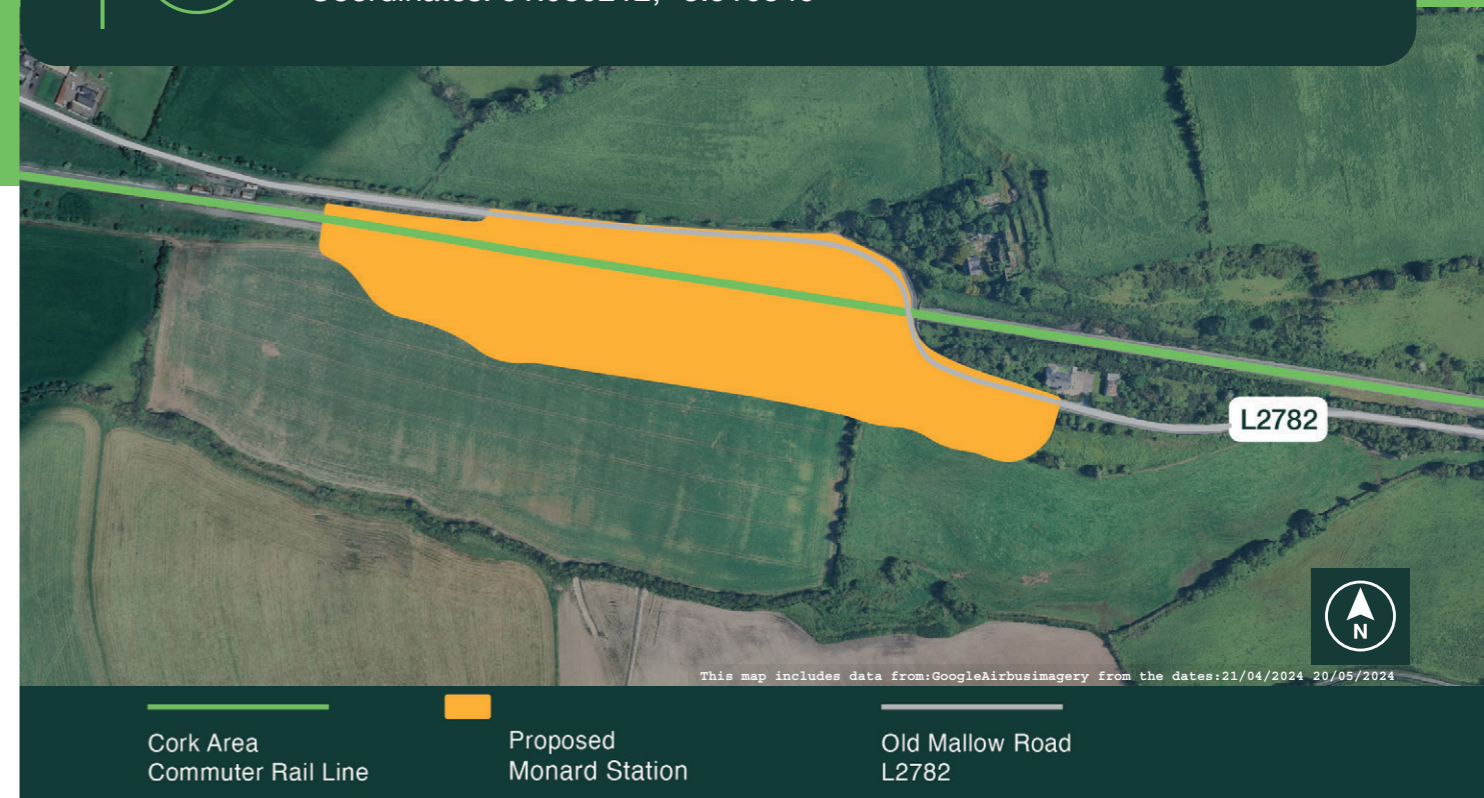 L2782
N
This map includes data from:GoogleAirbusimagery from the dates:21/04/2024 20/05/2024
Cork Area
Commuter Rail Line
Proposed
Monard Station
Old Mallow Road
L2782